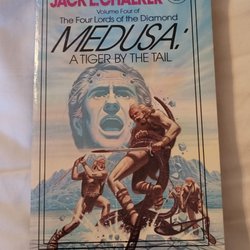 JACK L. CHALKER
Volume Four of
The Four Lords of the Diamond
MEDUSA:
A TIGER BY THE TAIL